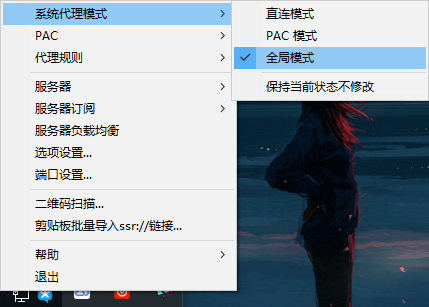 系统代理模式
PAC
代理规则
服务器
服务器订阅
服务器负载均衡
选项设置...
端口设置...
二维码扫描...
剪贴板批量导入ssr://链接...
帮助
退出
直连模式
PAC 模式
全局模式
保持当前状态不修改